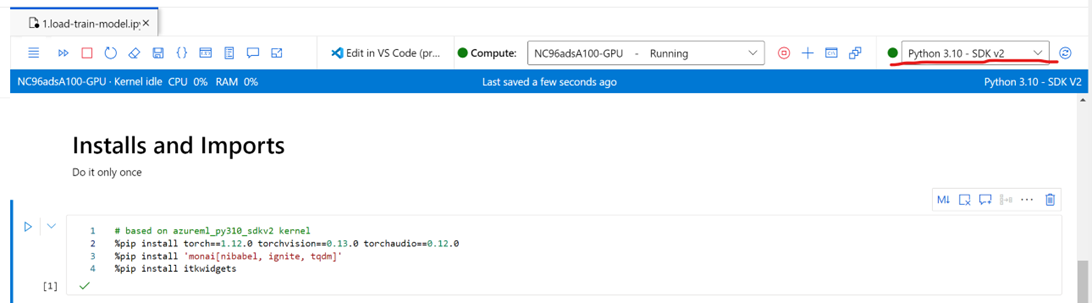 1.load-train-model.ipy
Edit in VS Code (pr... Compute: NC96adsA100-GPU - Running Python 3.10 - SDK v2
NC96adsA100-GPU · Kernel idle CPU 0% RAM 0% Last saved a few seconds ago Python 3.10 - SDK V2
Installs and Imports
Do it only once
M↓ ...
1 # based on azureml_py310_sdkv2 kernel
2 %pip install torch==1.12.0 torchvision==0.13.0 torchaudio==0.12.0
3 %pip install 'monai[nibabel, ignite, tqdm]'
4 %pip install itkwidgets
[1]